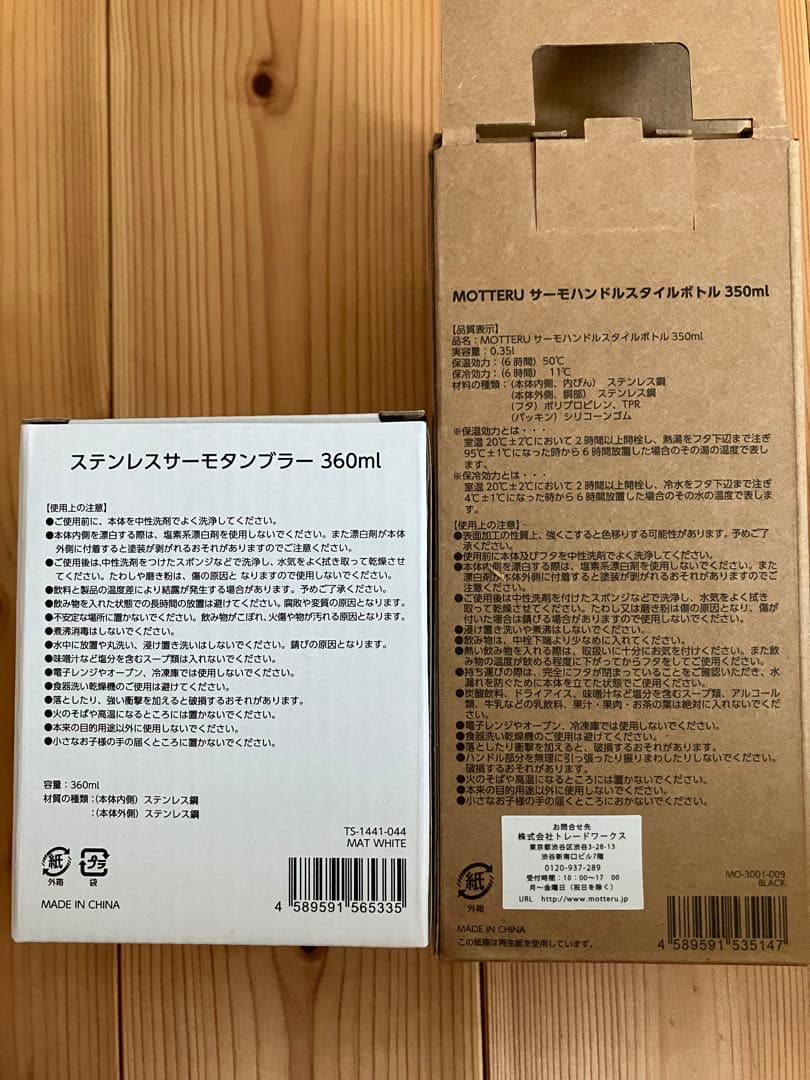 ステンレスサーモタンブラー 360ml
【使用上の注意】
●ご使用前に、本体を中性洗剤でよく洗浄してください。
●本体内側を漂白する際は、塩素系漂白剤を使用しないでください。また漂白剤が本体
外側に付着すると塗装が剥がれるおそれがありますのでご注意ください。
●ご使用後は、中性洗剤をつけたスポンジなどで洗浄し、水気をよく拭き取って乾燥させ
てください。たわしや磨き粉は、傷の原因と なりますので使用しないでください。
●飲料と製品の温度差により結露が発生する場合があります。予めご了承ください。
●飲み物を入れた状態での長時間の放置は避けてください。腐敗や変質の原因となります。
●不安定な場所に置かないでください。飲み物がこぼれ、火傷や物が汚れる原因となります。
●煮沸消毒はしないでください。
●水中に放置や丸洗い、浸け置き洗いはしないでください。錆びの原因となります。
●味噌汁など塩分を含むスープ類は入れないでください。
●電子レンジやオーブン、冷凍庫では使用しないでください。
●食器洗い乾燥機のご使用は避けてください。
●落としたり、強い衝撃を加えると破損するおそれがあります。
●火のそばや高温になるところには置かないでください。
●本来の目的用途以外に使用しないでください。
●小さなお子様の手の届くところに置かないでください。
容量：360ml
材質の種類：（本体内側）ステンレス鋼
：（本体外側）ステンレス鋼
TS-1441-044
MAT WHITE
紙
外箱
プラ
袋
MADE IN CHINA
4 589591 565335
MOTTERU サーモハンドルスタイルボトル 350ml
【品質表示】
品名：MOTTERU サーモハンドルスタイルボトル 350ml
実容量：0.35l
保温効力：（6 時間） 50℃
保冷効力：（6 時間） 11℃
材料の種類：（本体内側、内びん） ステンレス鋼
（本体外側、胴部） ステンレス鋼
（フタ）ポリプロピレン、TPR
（パッキン）シリコーンゴム
※保温効力とは・・・
室温 20℃±2℃において 2 時間以上開栓し、熱湯をフタ下辺まで注ぎ
95℃±1℃になった時から 6 時間放置した場合のその湯の温度で表し
ます。
※保冷効力とは・・・
室温 20℃±2℃において 2 時間以上開栓し、冷水をフタ下辺まで注ぎ
4℃±1℃になった時から 6 時間放置した場合のその水の温度で表しま
す。
【使用上の注意】
●表面加工の性質上、強くこすると色移りする可能性があります。予めご了
承ください。
●使用前に本体及びフタを中性洗剤でよく洗浄してください。
●本体内側を漂白する際は、塩素系漂白剤を使用しないでください。また
漂白剤が本体外側に付着すると塗装が剥がれるおそれがありますのでご
注意ください。
●ご使用後は中性洗剤を付けたスポンジなどで洗浄し、水気をよく拭き
取って乾燥させてください。たわし又は磨き粉は傷の原因となり、傷が
付いた場合は錆びる場合がありますので使用しないでください。
●浸け置き洗いや煮沸はしないでください。
●飲み物は、中栓下端より少なめに入れてください。
●熱い飲み物を入れる際は、取扱いに十分にお気を付けください。また飲
み物の温度が飲める程度に下がってからフタをしてご使用ください。
●持ち運びの際は、完全にフタが閉まっていることをご確認いただき、水
漏れを防ぐために本体を立てた状態でご使用ください。
●炭酸飲料、ドライアイス、味噌汁など塩分を含むスープ類、アルコール
類、牛乳などの乳飲料、果汁・果肉・お茶の葉は絶対に入れないでください。
●電子レンジやオーブン、冷凍庫では使用しないでください。
●食器洗い乾燥機のご使用は避けてください。
●落としたり衝撃を加えると、破損するおそれがあります。
●ハンドル部分を無理に引っ張ったり振りまわしたりしないでください。
破損するおそれがあります。
●火のそばや高温になるところには置かないでください。
●本来の目的用途以外に使用しないでください。
●小さなお子様の手の届くところにおかないでください。
お問合せ先
株式会社トレードワークス
東京都渋谷区渋谷3-28-13
渋谷新南口ビル7階
0120-937-289
受付時間：10：00〜17：00
月〜金曜日（祝日を除く）
URL http://www.motteru.jp
MO-3001-009
BLACK
紙
外箱
MADE IN CHINA
この紙箱は再生紙を使用しています。
4 589591 535147